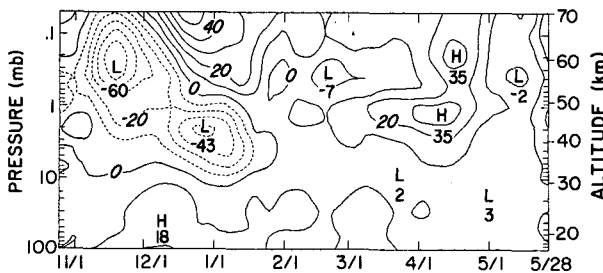 PRESSURE (mb)
.1
1
10
100
ALTITUDE (km)
70
60
50
40
30
20
11/1 12/1 1/1 2/1 3/1 4/1 5/1 5/28
40
20
0
L
-60
-20
L
-43
0
H
18
0
L
-7
H
35
20
H
35
L
-2
L
2
L
3